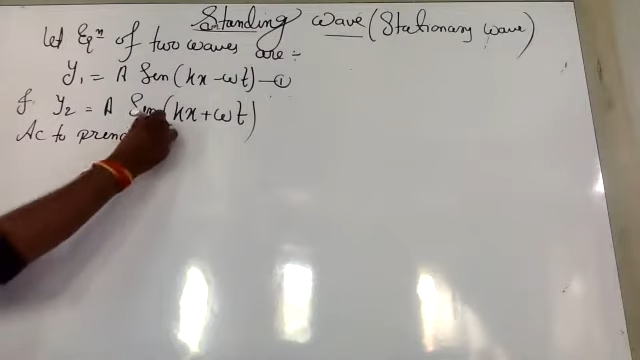 Standing wave (Stationary wave)
Let Eqⁿ of two waves are :-
y₁ = A Sin(kx - ωt) - ①
& y₂ = A Sin(kx + ωt)
Ac to